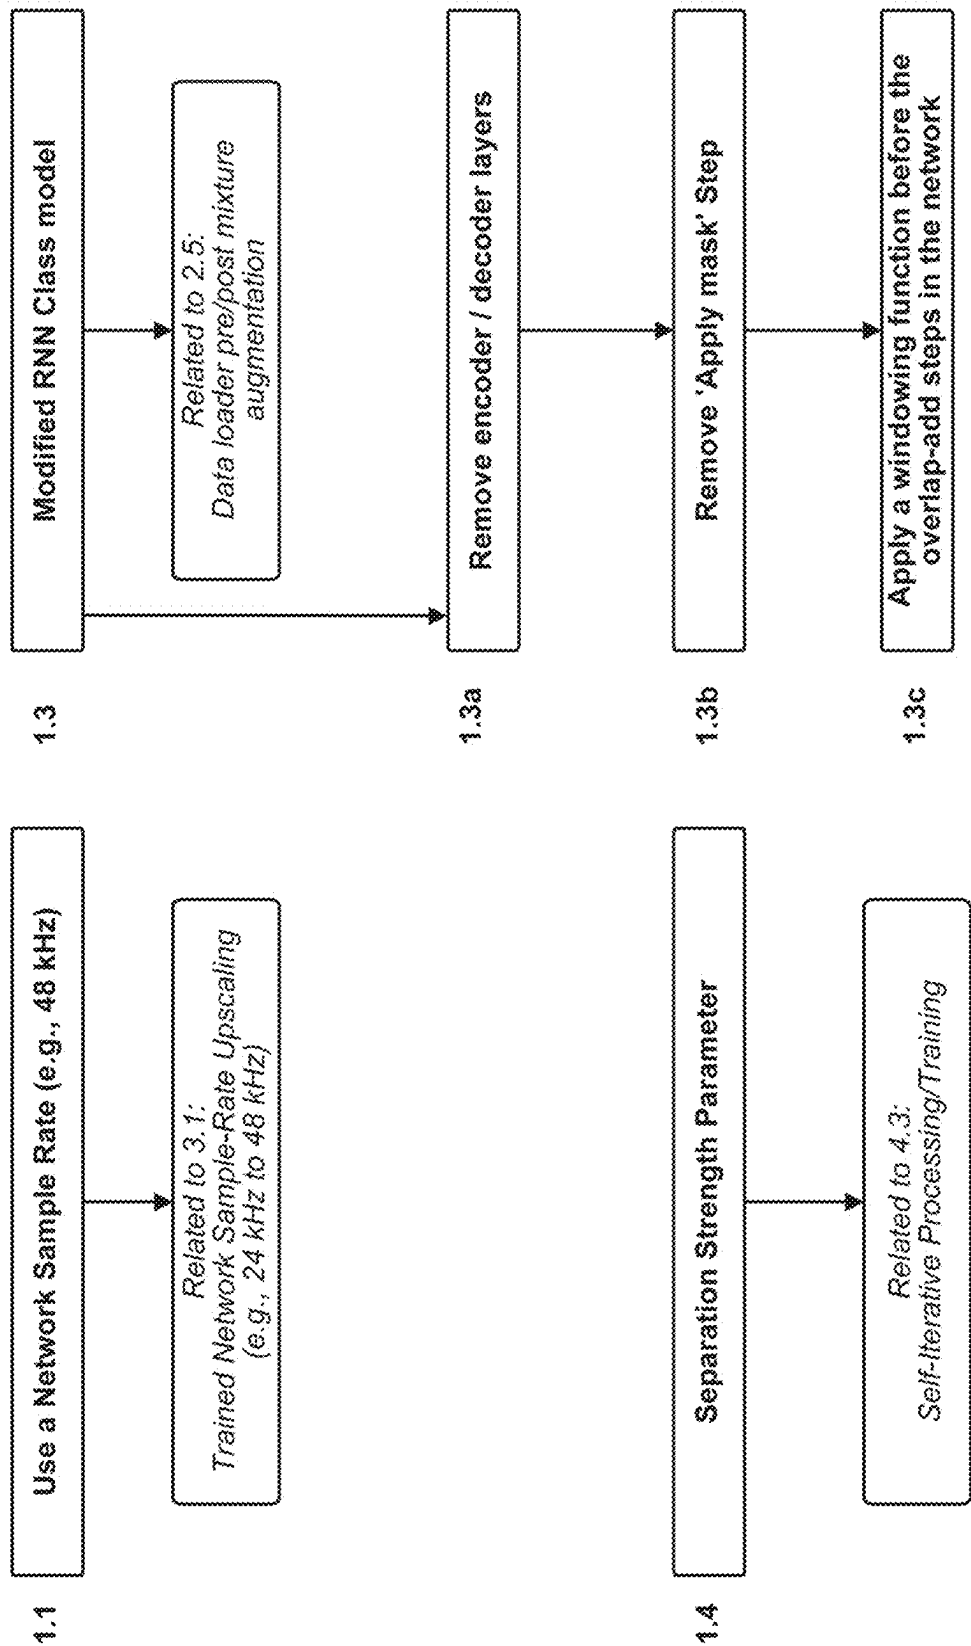 1.1
Use a Network Sample Rate (e.g., 48 kHz)
Related to 3.1:
Trained Network Sample-Rate Upscaling
(e.g., 24 kHz to 48 kHz)
1.4
Separation Strength Parameter
Related to 4.3:
Self-Iterative Processing/Training
1.3
Modified RNN Class model
Related to 2.5:
Data loader pre/post mixture
augmentation
1.3a
Remove encoder / decoder layers
1.3b
Remove 'Apply mask' Step
1.3c
Apply a windowing function before the
overlap-add steps in the network